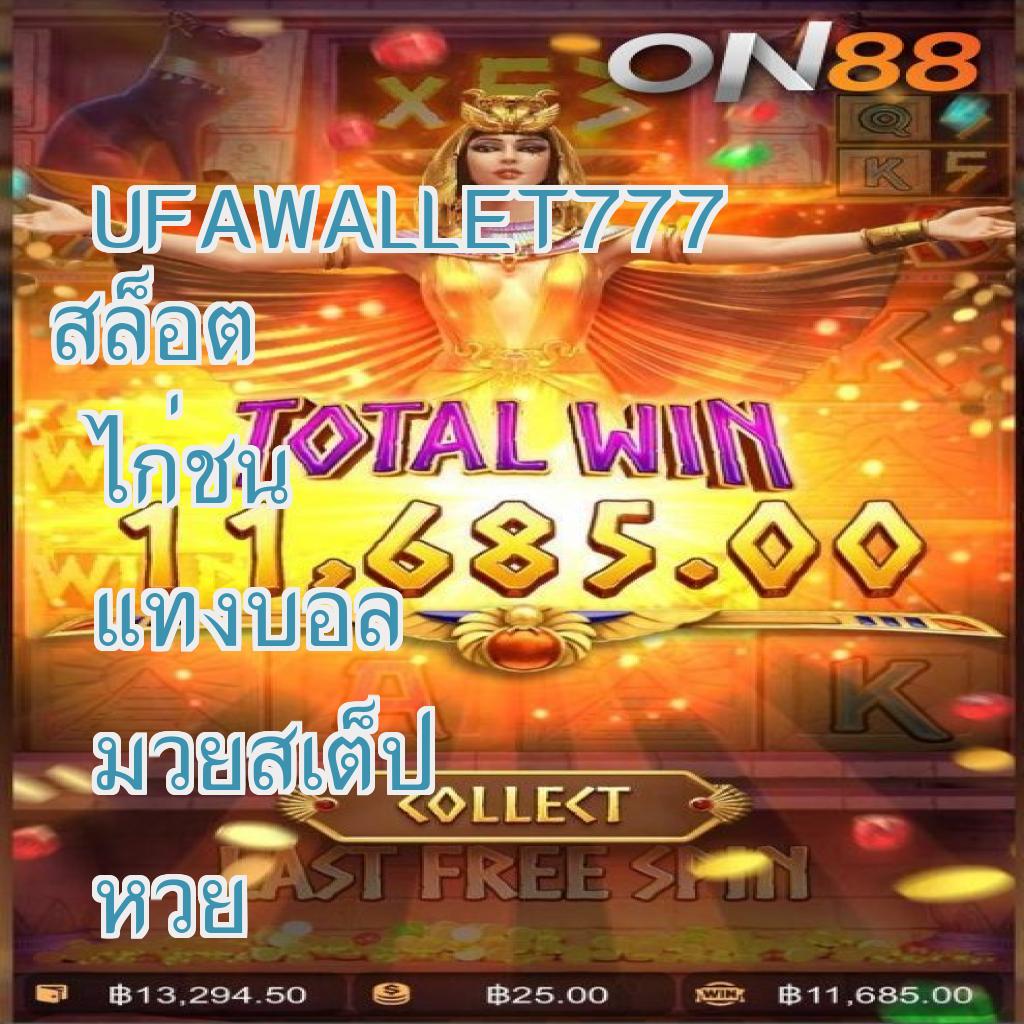 ON88
x53
Q
K 5
UFAWALLET777
สล็อต
ไก่ชน
TOTAL WIN
11,685.00
แทงบอล
K
มวยสเต็ป
COLLECT
LAST FREE SPIN
หวย
฿13,294.50 ฿25.00 WIN ฿11,685.00